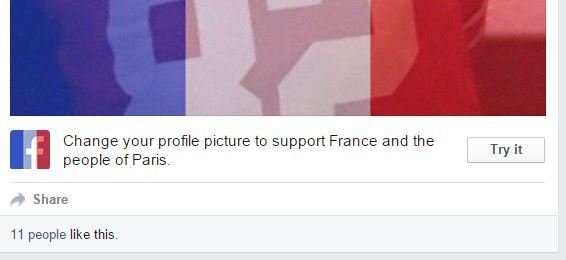 Change your profile picture to support France and the
people of Paris.
Try it
Share
11 people like this.